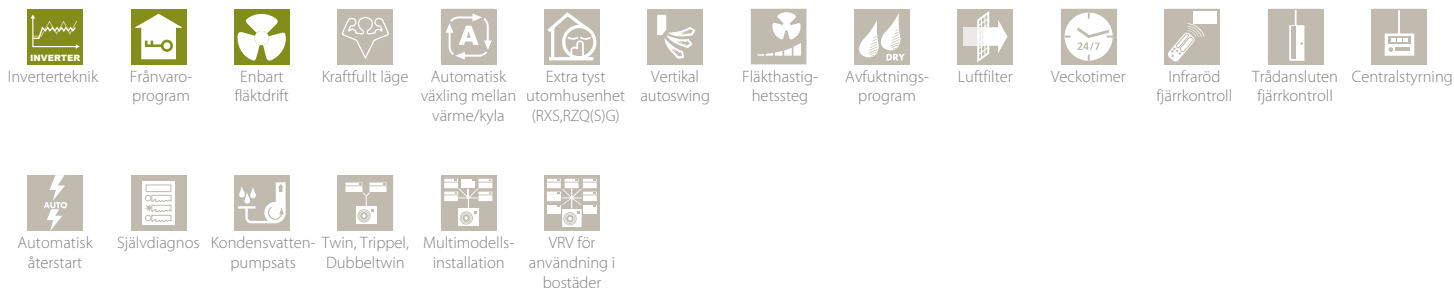 INVERTER
Inverterteknik
Frånvaro-
program
Enbart
fläktdrift
Kraftfullt läge
A
Automatisk
växling mellan
värme/kyla
Extra tyst
utomhusenhet
(RXS,RZQ(S)G)
Vertikal
autoswing
Fläkthastig-
hetssteg
DRY
Avfuktnings-
program
Luftfilter
24/7
Veckotimer
Infraröd
fjärrkontroll
Trådansluten
fjärrkontroll
Centralstyrning
AUTO
Automatisk
återstart
Självdiagnos
Kondensvatten-
pumpsats
Twin, Trippel,
Dubbeltwin
Multimodells-
installation
VRV för
användning i
bostäder